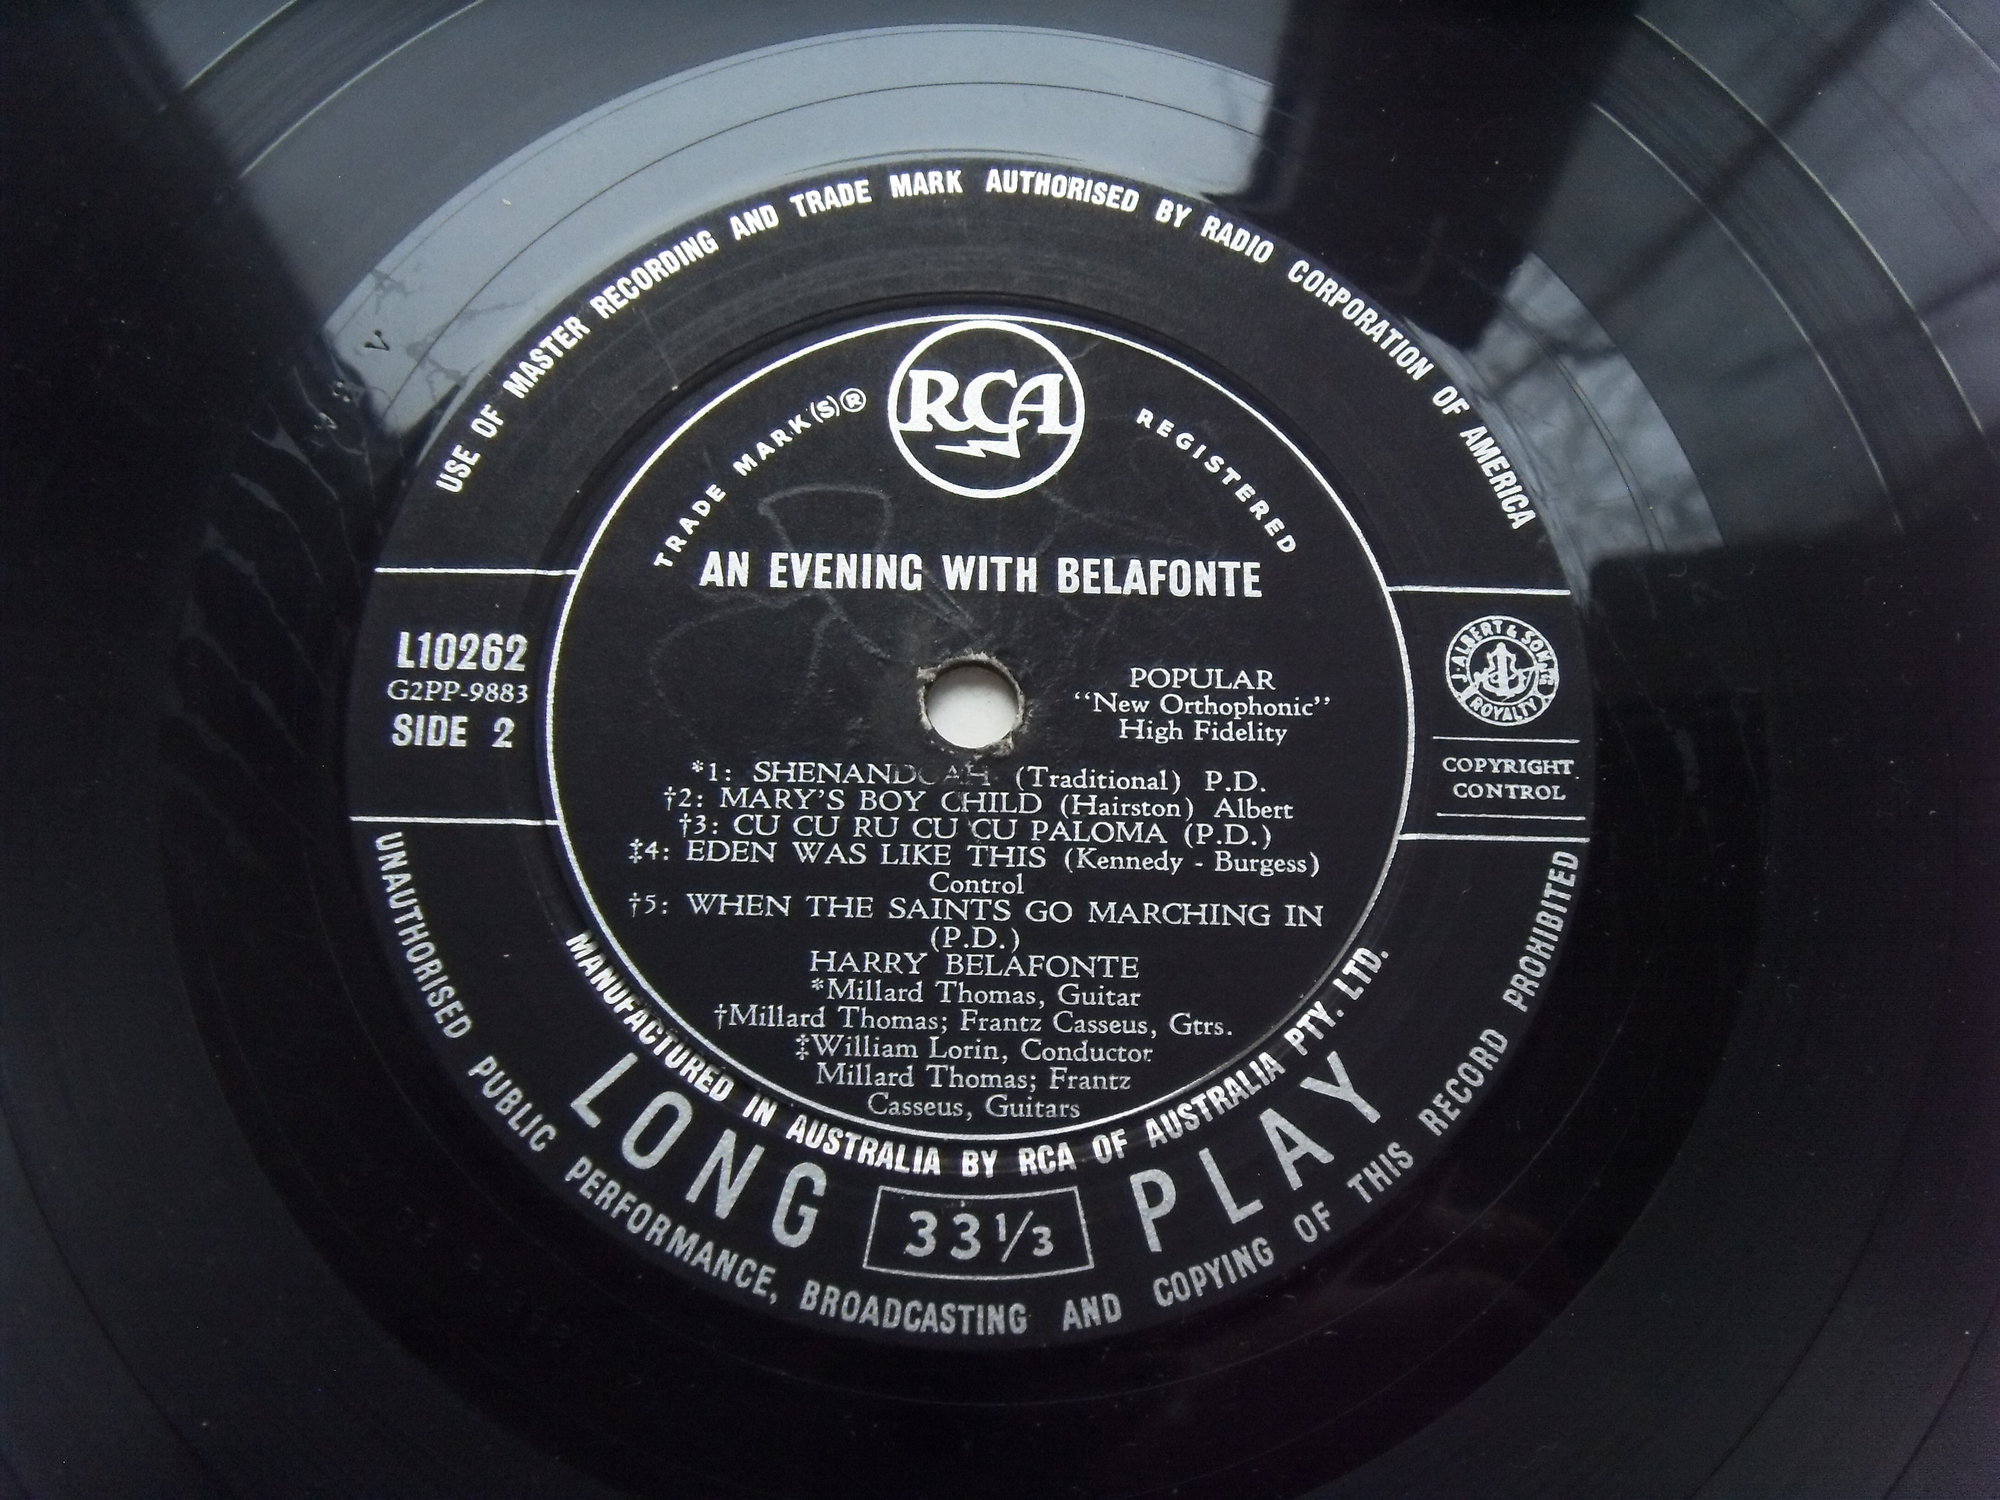 USE OF MASTER RECORDING AND TRADE MARK AUTHORISED BY RADIO CORPORATION OF AMERICA
RCA
TRADE MARK(S)® REGISTERED
AN EVENING WITH BELAFONTE
L10262
G2PP-9883
SIDE 2
POPULAR
“New Orthophonic”
High Fidelity
J. ALBERT & SON
ROYALTY
COPYRIGHT
CONTROL
*1: SHENANDOAH (Traditional) P.D.
†2: MARY'S BOY CHILD (Hairston) Albert
†3: CU CU RU CU CU PALOMA (P.D.)
‡4: EDEN WAS LIKE THIS (Kennedy - Burgess)
Control
†5: WHEN THE SAINTS GO MARCHING IN
(P.D.)
HARRY BELAFONTE
*Millard Thomas, Guitar
†Millard Thomas; Frantz Casseus, Gtrs.
‡William Lorin, Conductor
Millard Thomas; Frantz
Casseus, Guitars
MANUFACTURED IN AUSTRALIA BY RCA OF AUSTRALIA PTY. LTD.
LONG 33⅓ PLAY
UNAUTHORISED PUBLIC PERFORMANCE, BROADCASTING AND COPYING OF THIS RECORD PROHIBITED